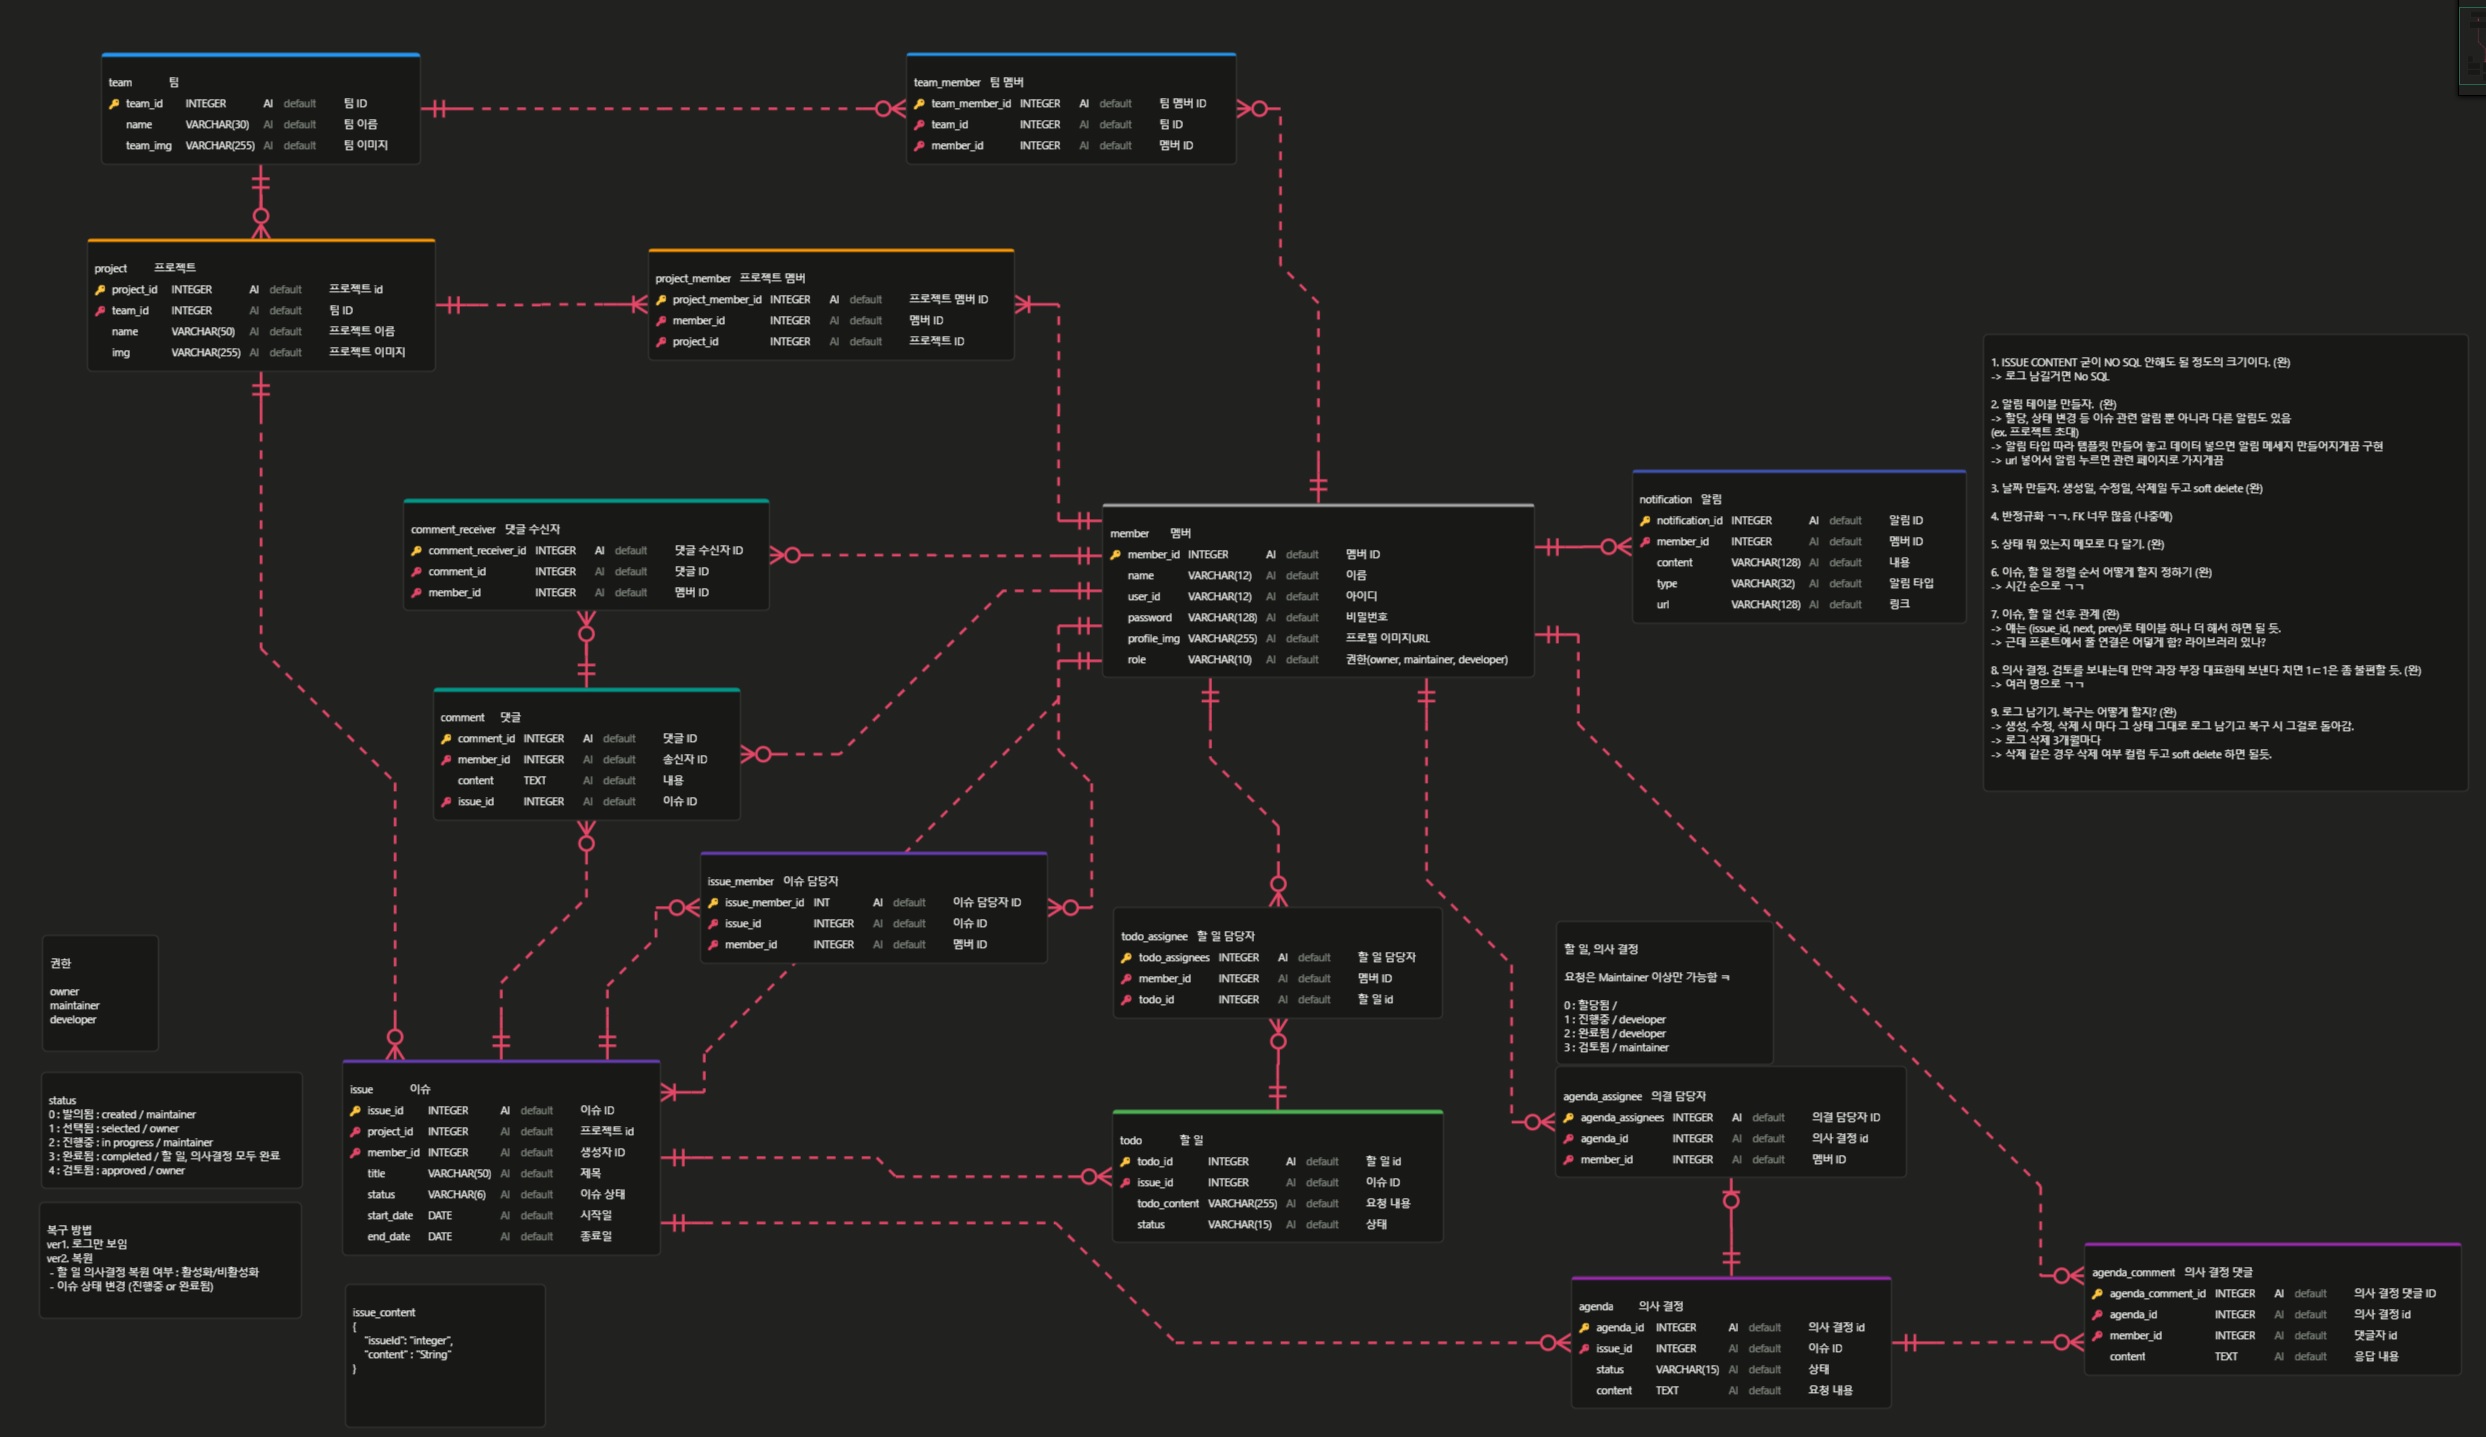 team 팀
team_id INTEGER AI default 팀 ID
name VARCHAR(30) AI default 팀 이름
team_img VARCHAR(255) AI default 팀 이미지
team_member 팀 멤버
team_member_id INTEGER AI default 팀 멤버 ID
team_id INTEGER AI default 팀 ID
member_id INTEGER AI default 멤버 ID
project 프로젝트
project_id INTEGER AI default 프로젝트 id
team_id INTEGER AI default 팀 ID
name VARCHAR(50) AI default 프로젝트 이름
img VARCHAR(255) AI default 프로젝트 이미지
project_member 프로젝트 멤버
project_member_id INTEGER AI default 프로젝트 멤버 ID
member_id INTEGER AI default 멤버 ID
project_id INTEGER AI default 프로젝트 ID
1. ISSUE CONTENT 굳이 NO SQL 안해도 될 정도의 크기이다. (완)
-> 로그 남길거면 No SQL
2. 알림 테이블 만들자. (완)
-> 할당, 상태 변경 등 이슈 관련 알림 뿐 아니라 다른 알림도 있음
(ex. 프로젝트 초대)
-> 알림 타입 따라 템플릿 만들어 놓고 데이터 넣으면 알림 메세지 만들어지게끔 구현
-> url 넣어서 알림 누르면 관련 페이지로 가지게끔
3. 날짜 만들자. 생성일, 수정일, 삭제일 두고 soft delete (완)
4. 반정규화 ㄱㄱ. FK 너무 많음 (나중에)
5. 상태 뭐 있는지 메모로 다 달기. (완)
6. 이슈, 할 일 정렬 순서 어떻게 할지 정하기 (완)
-> 시간 순으로 ㄱㄱ
7. 이슈, 할 일 선후 관계 (완)
-> 얘는 (issue_id, next, prev)로 테이블 하나 더 해서 하면 될 듯.
-> 근데 프론트에서 풀 연결은 어떻게 함? 라이브러리 있나?
8. 의사 결정. 검토를 보내는데 만약 과장 부장 대표한테 보낸다 치면 1ㄷ1은 좀 불편할 듯. (완)
-> 여러 명으로 ㄱㄱ
9. 로그 남기기. 복구는 어떻게 할지? (완)
-> 생성, 수정, 삭제 시 마다 그 상태 그대로 로그 남기고 복구 시 그걸로 돌아감.
-> 로그 삭제 3개월마다
-> 삭제 같은 경우 삭제 여부 컬럼 두고 soft delete 하면 될듯.
comment_receiver 댓글 수신자
comment_receiver_id INTEGER AI default 댓글 수신자 ID
comment_id INTEGER AI default 댓글 ID
member_id INTEGER AI default 멤버 ID
member 멤버
member_id INTEGER AI default 멤버 ID
name VARCHAR(12) AI default 이름
user_id VARCHAR(12) AI default 아이디
password VARCHAR(128) AI default 비밀번호
profile_img VARCHAR(255) AI default 프로필 이미지URL
role VARCHAR(10) AI default 권한(owner, maintainer, developer)
notification 알림
notification_id INTEGER AI default 알림 ID
member_id INTEGER AI default 멤버 ID
content VARCHAR(128) AI default 내용
type VARCHAR(32) AI default 알림 타입
url VARCHAR(128) AI default 링크
comment 댓글
comment_id INTEGER AI default 댓글 ID
member_id INTEGER AI default 송신자 ID
content TEXT AI default 내용
issue_id INTEGER AI default 이슈 ID
issue_member 이슈 담당자
issue_member_id INT AI default 이슈 담당자 ID
issue_id INTEGER AI default 이슈 ID
member_id INTEGER AI default 멤버 ID
todo_assignee 할 일 담당자
todo_assignees INTEGER AI default 할 일 담당자
member_id INTEGER AI default 멤버 ID
todo_id INTEGER AI default 할 일 id
할 일, 의사 결정
요청은 Maintainer 이상만 가능함 ㅋ
0 : 할당됨 /
1 : 진행중 / developer
2 : 완료됨 / developer
3 : 검토됨 / maintainer
권한
owner
maintainer
developer
status
0 : 발의됨 : created / maintainer
1 : 선택됨 : selected / owner
2 : 진행중 : in progress / maintainer
3 : 완료됨 : completed / 할 일, 의사결정 모두 완료
4 : 검토됨 : approved / owner
복구 방법
ver1. 로그만 보임
ver2. 복원
- 할 일 의사결정 복원 여부 : 활성화/비활성화
- 이슈 상태 변경 (진행중 or 완료됨)
issue 이슈
issue_id INTEGER AI default 이슈 ID
project_id INTEGER AI default 프로젝트 id
member_id INTEGER AI default 생성자 ID
title VARCHAR(50) AI default 제목
status VARCHAR(6) AI default 이슈 상태
start_date DATE AI default 시작일
end_date DATE AI default 종료일
issue_content
{
"issueId": "integer",
"content" : "String"
}
todo 할 일
todo_id INTEGER AI default 할 일 id
issue_id INTEGER AI default 이슈 ID
todo_content VARCHAR(255) AI default 요청 내용
status VARCHAR(15) AI default 상태
agenda_assignee 의결 담당자
agenda_assignees INTEGER AI default 의결 담당자 ID
agenda_id INTEGER AI default 의사 결정 id
member_id INTEGER AI default 멤버 ID
agenda 의사 결정
agenda_id INTEGER AI default 의사 결정 id
issue_id INTEGER AI default 이슈 ID
status VARCHAR(15) AI default 상태
content TEXT AI default 요청 내용
agenda_comment 의사 결정 댓글
agenda_comment_id INTEGER AI default 의사 결정 댓글 ID
agenda_id INTEGER AI default 의사 결정 id
member_id INTEGER AI default 댓글자 id
content TEXT AI default 응답 내용